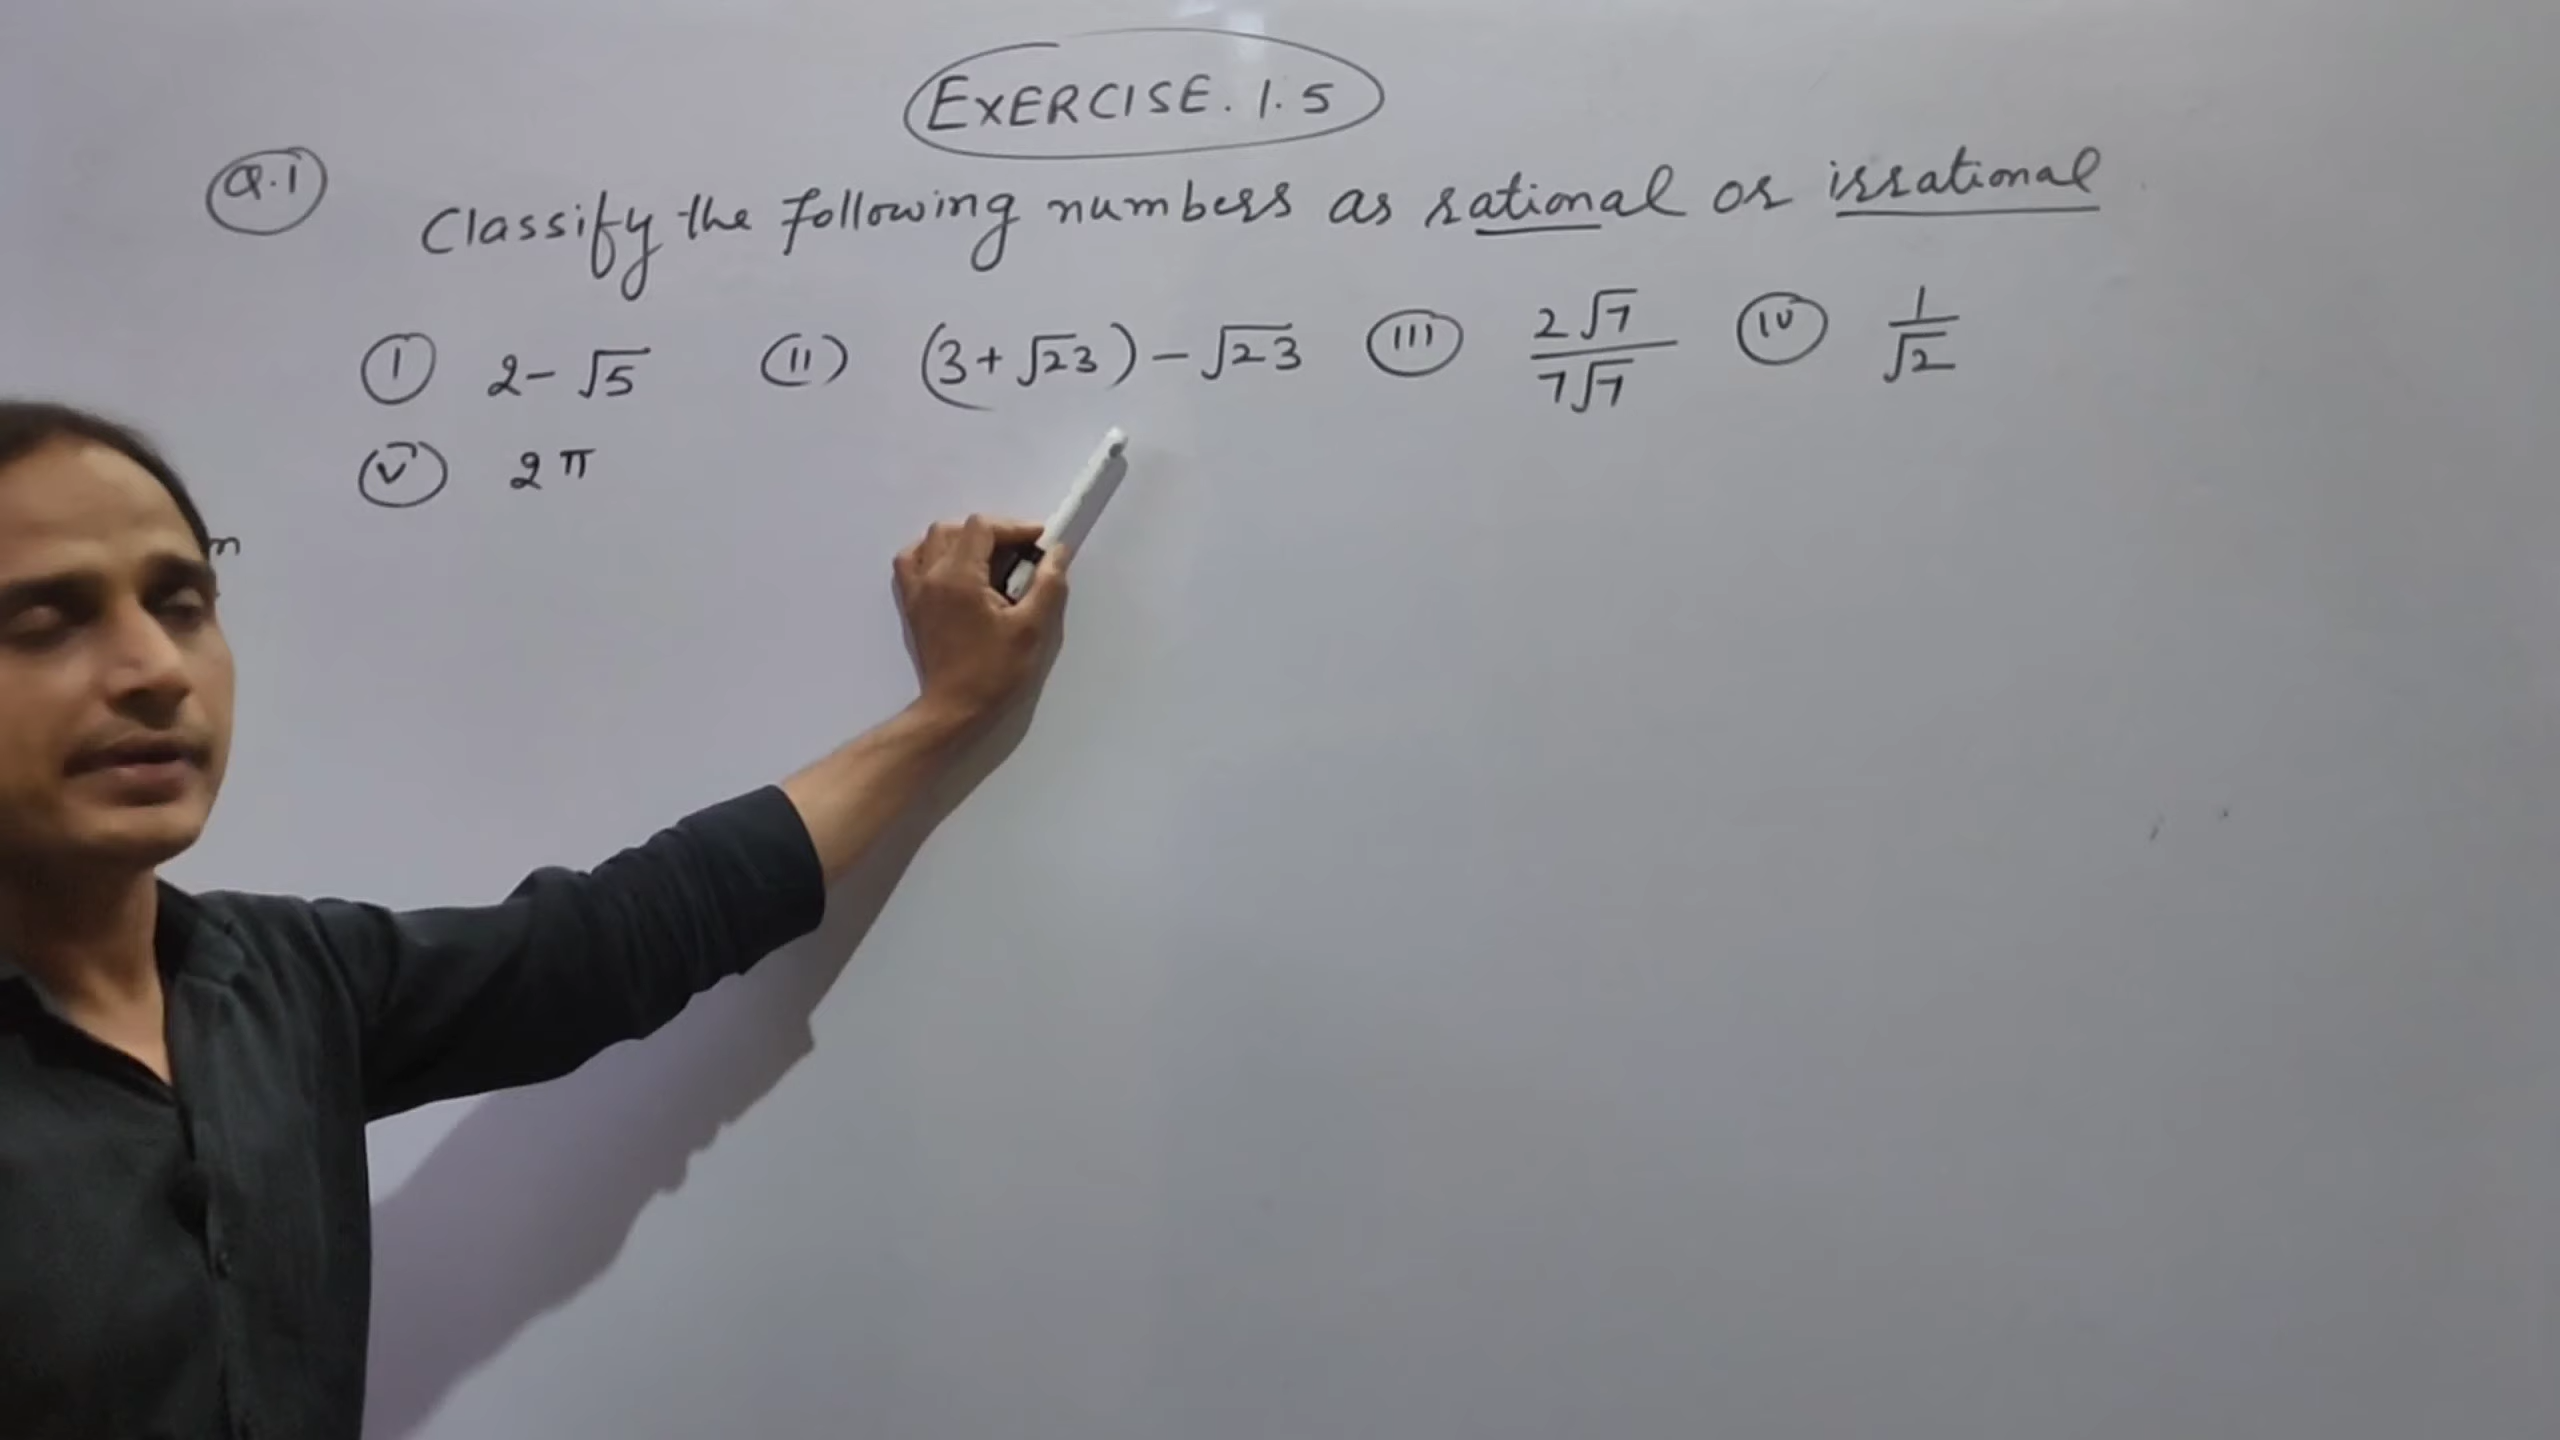 EXERCISE. 1.5
Q.1 Classify the following numbers as rational or irrational
(i) 2 - √5 (ii) (3 + √23) - √23 (iii) 2√7 / 7√7 (iv) 1 / √2
(v) 2π